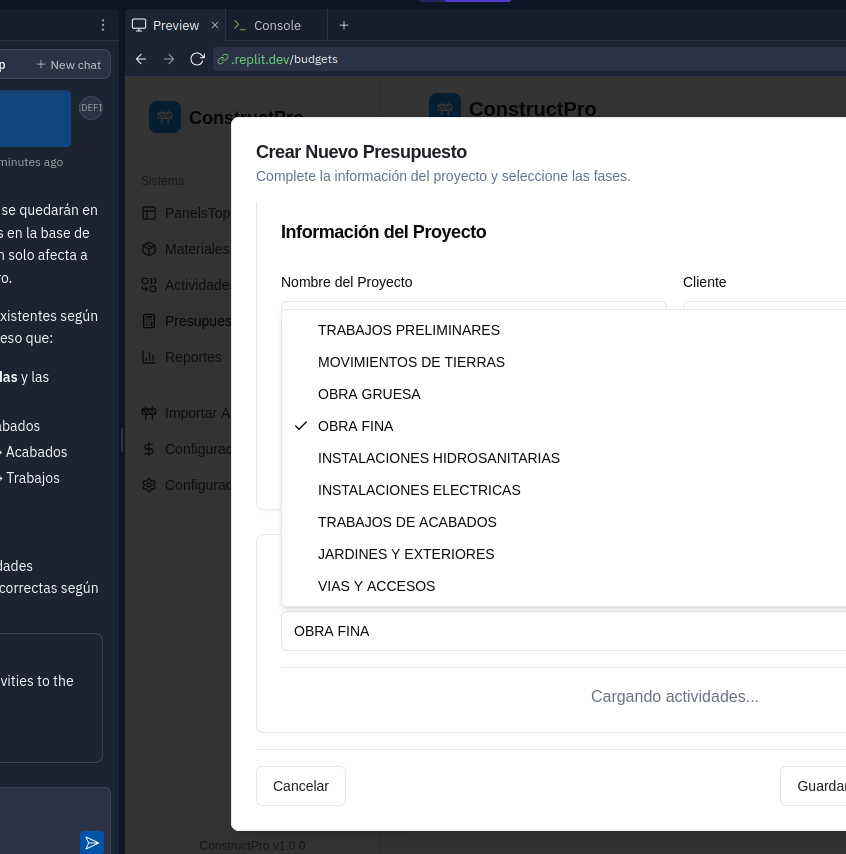 Preview
Console
p
New chat
.replit.dev/budgets
DEF1
minutes ago
se quedarán en
s en la base de
n solo afecta a
ro.
xistentes según
eso que:
das y las
abados
Acabados
Trabajos
dades
correctas según
vities to the
ConstructPro
ConstructPro
Sistema
PanelsTop
Materiales
Actividade
Presupues
Reportes
Importar A
Configurac
Configurac
ConstructPro v1.0.0
Crear Nuevo Presupuesto
Complete la información del proyecto y seleccione las fases.
Información del Proyecto
Nombre del Proyecto
Cliente
TRABAJOS PRELIMINARES
MOVIMIENTOS DE TIERRAS
OBRA GRUESA
OBRA FINA
INSTALACIONES HIDROSANITARIAS
INSTALACIONES ELECTRICAS
TRABAJOS DE ACABADOS
JARDINES Y EXTERIORES
VIAS Y ACCESOS
OBRA FINA
Cargando actividades...
Cancelar
Guardar